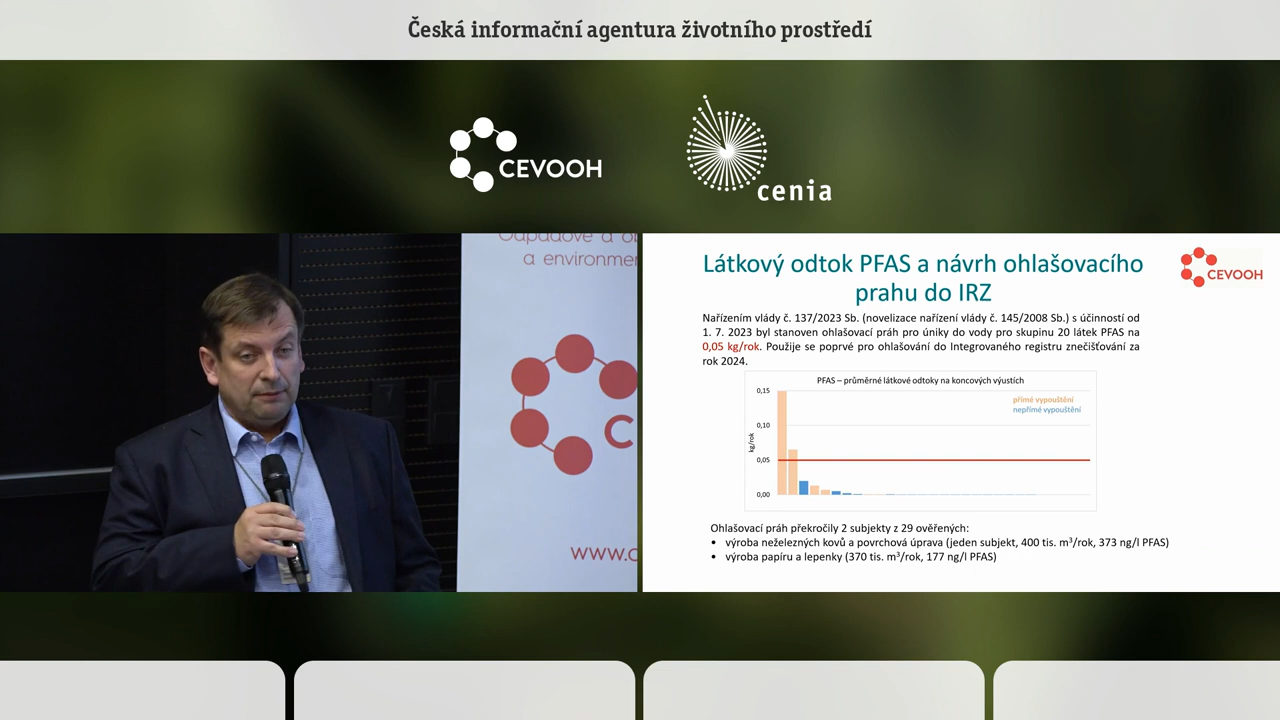 Česká informační agentura životního prostředí
CEVOOH
cenia
Odpadové a o
a environmen
C
www.c
Látkový odtok PFAS a návrh ohlašovacího
prahu do IRZ
CEVOOH
Nařízením vlády č. 137/2023 Sb. (novelizace nařízení vlády č. 145/2008 Sb.) s účinností od
1. 7. 2023 byl stanoven ohlašovací práh pro úniky do vody pro skupinu 20 látek PFAS na
0,05 kg/rok. Použije se poprvé pro ohlašování do Integrovaného registru znečišťování za
rok 2024.
PFAS – průměrné látkové odtoky na koncových výustích
0,15
přímé vypouštění
nepřímé vypouštění
0,10
kg/rok
0,05
0,00
Ohlašovací práh překročily 2 subjekty z 29 ověřených:
• výroba neželezných kovů a povrchová úprava (jeden subjekt, 400 tis. m³/rok, 373 ng/l PFAS)
• výroba papíru a lepenky (370 tis. m³/rok, 177 ng/l PFAS)